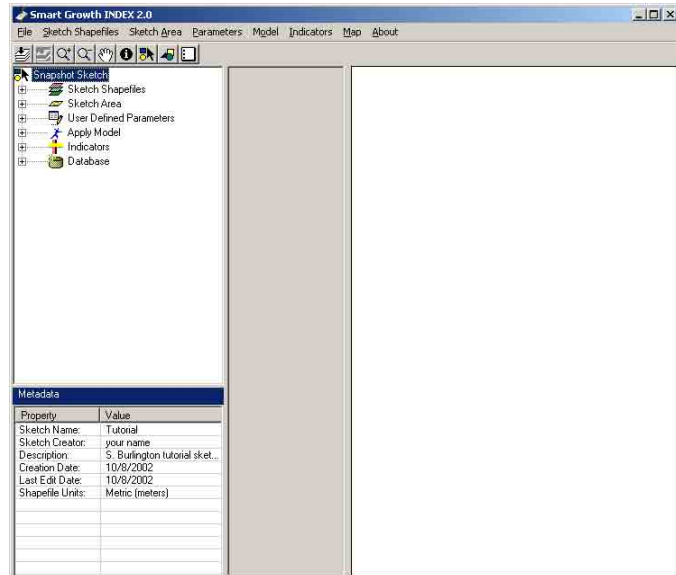 Smart Growth INDEX 2.0
File Sketch Shapefiles Sketch Area Parameters Model Indicators Map About
Snapshot Sketch
Sketch Shapefiles
Sketch Area
User Defined Parameters
Apply Model
Indicators
Database
Metadata
Property Value
Sketch Name: Tutorial
Sketch Creator: your name
Description: S. Burlington tutorial sket...
Creation Date: 10/8/2002
Last Edit Date: 10/8/2002
Shapefile Units: Metric (meters)